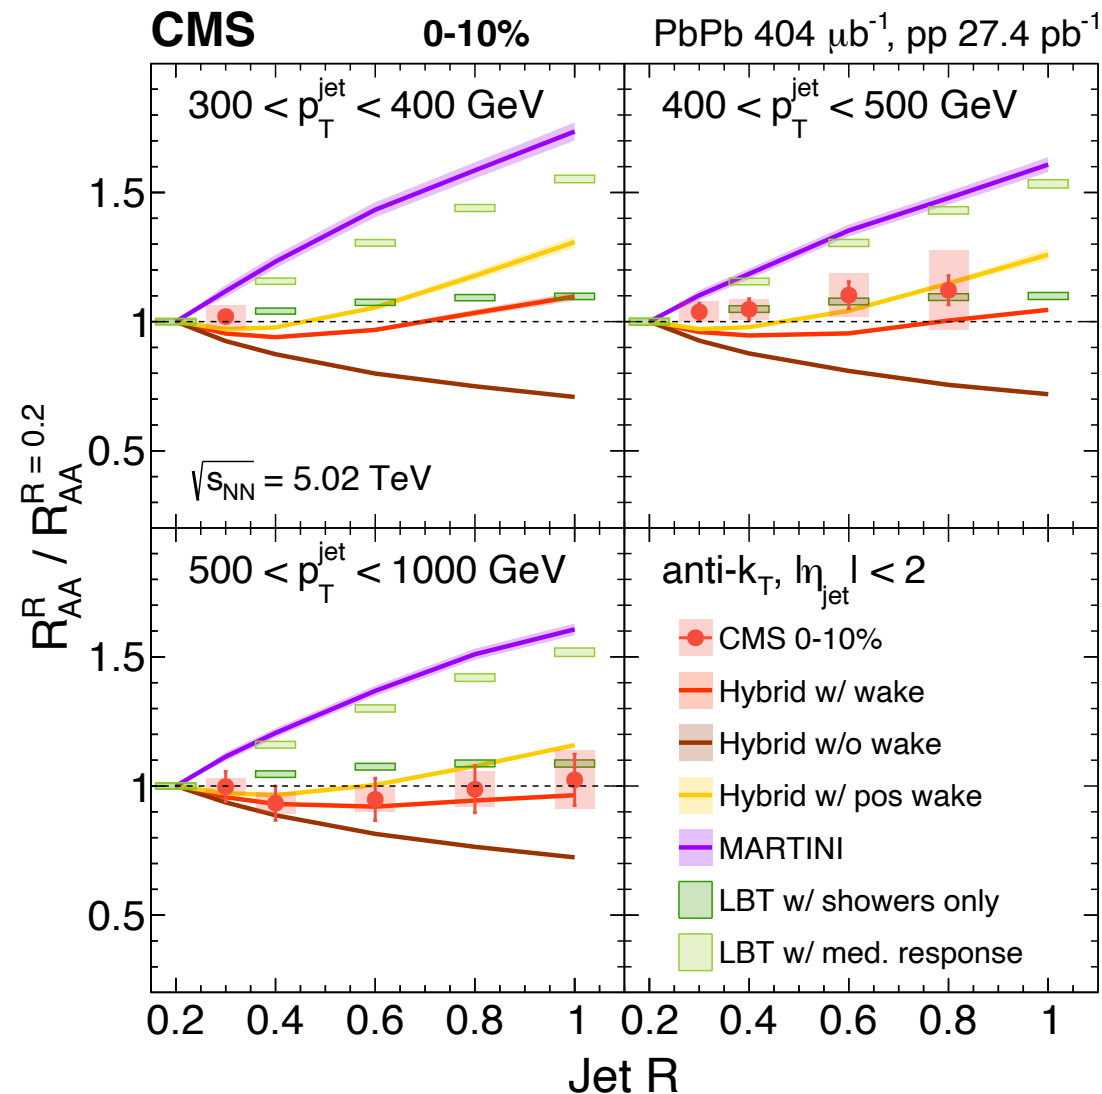 CMS 0-10% PbPb 404 μb⁻¹, pp 27.4 pb⁻¹
300 < p_T^jet < 400 GeV
400 < p_T^jet < 500 GeV
1.5
1
0.5
√s_NN = 5.02 TeV
R_AA^R / R_AA^{R = 0.2}
500 < p_T^jet < 1000 GeV
1.5
1
0.5
anti-k_T, |η_jet| < 2
CMS 0-10%
Hybrid w/ wake
Hybrid w/o wake
Hybrid w/ pos wake
MARTINI
LBT w/ showers only
LBT w/ med. response
0.2 0.4 0.6 0.8 1 0.2 0.4 0.6 0.8 1
Jet R